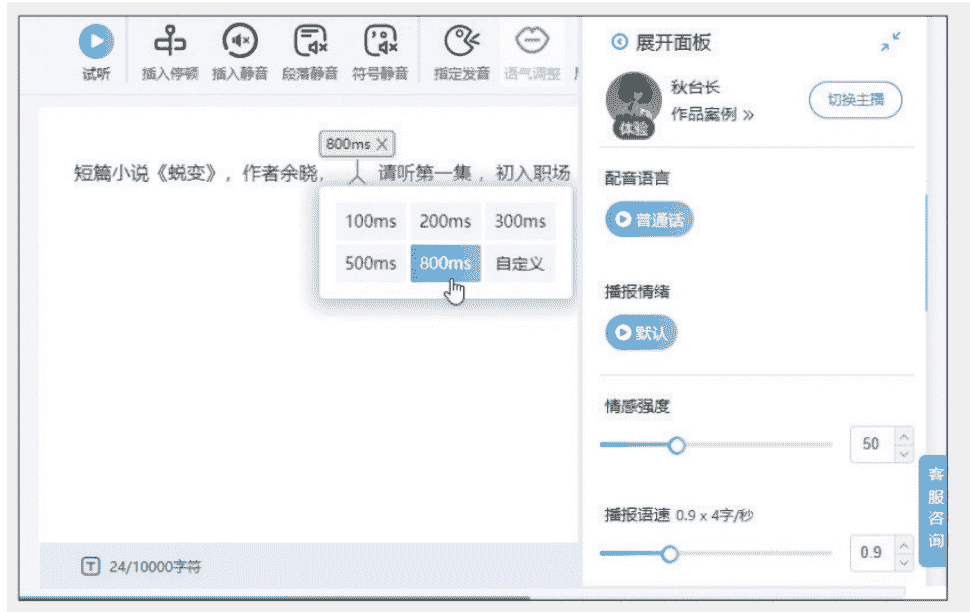 试听 插入停顿 插入静音 段落静音 符号静音 指定发音 语气调整
800ms X
短篇小说《蜕变》，作者余晓， 请听第一集，初入职场
100ms 200ms 300ms
500ms 800ms 自定义
24/10000字符
展开面板
秋台长
作品案例 »
体验
切换主播
配音语言
普通话
播报情绪
默认
情感强度
50
播报语速 0.9 x 4字/秒
0.9
客服咨询